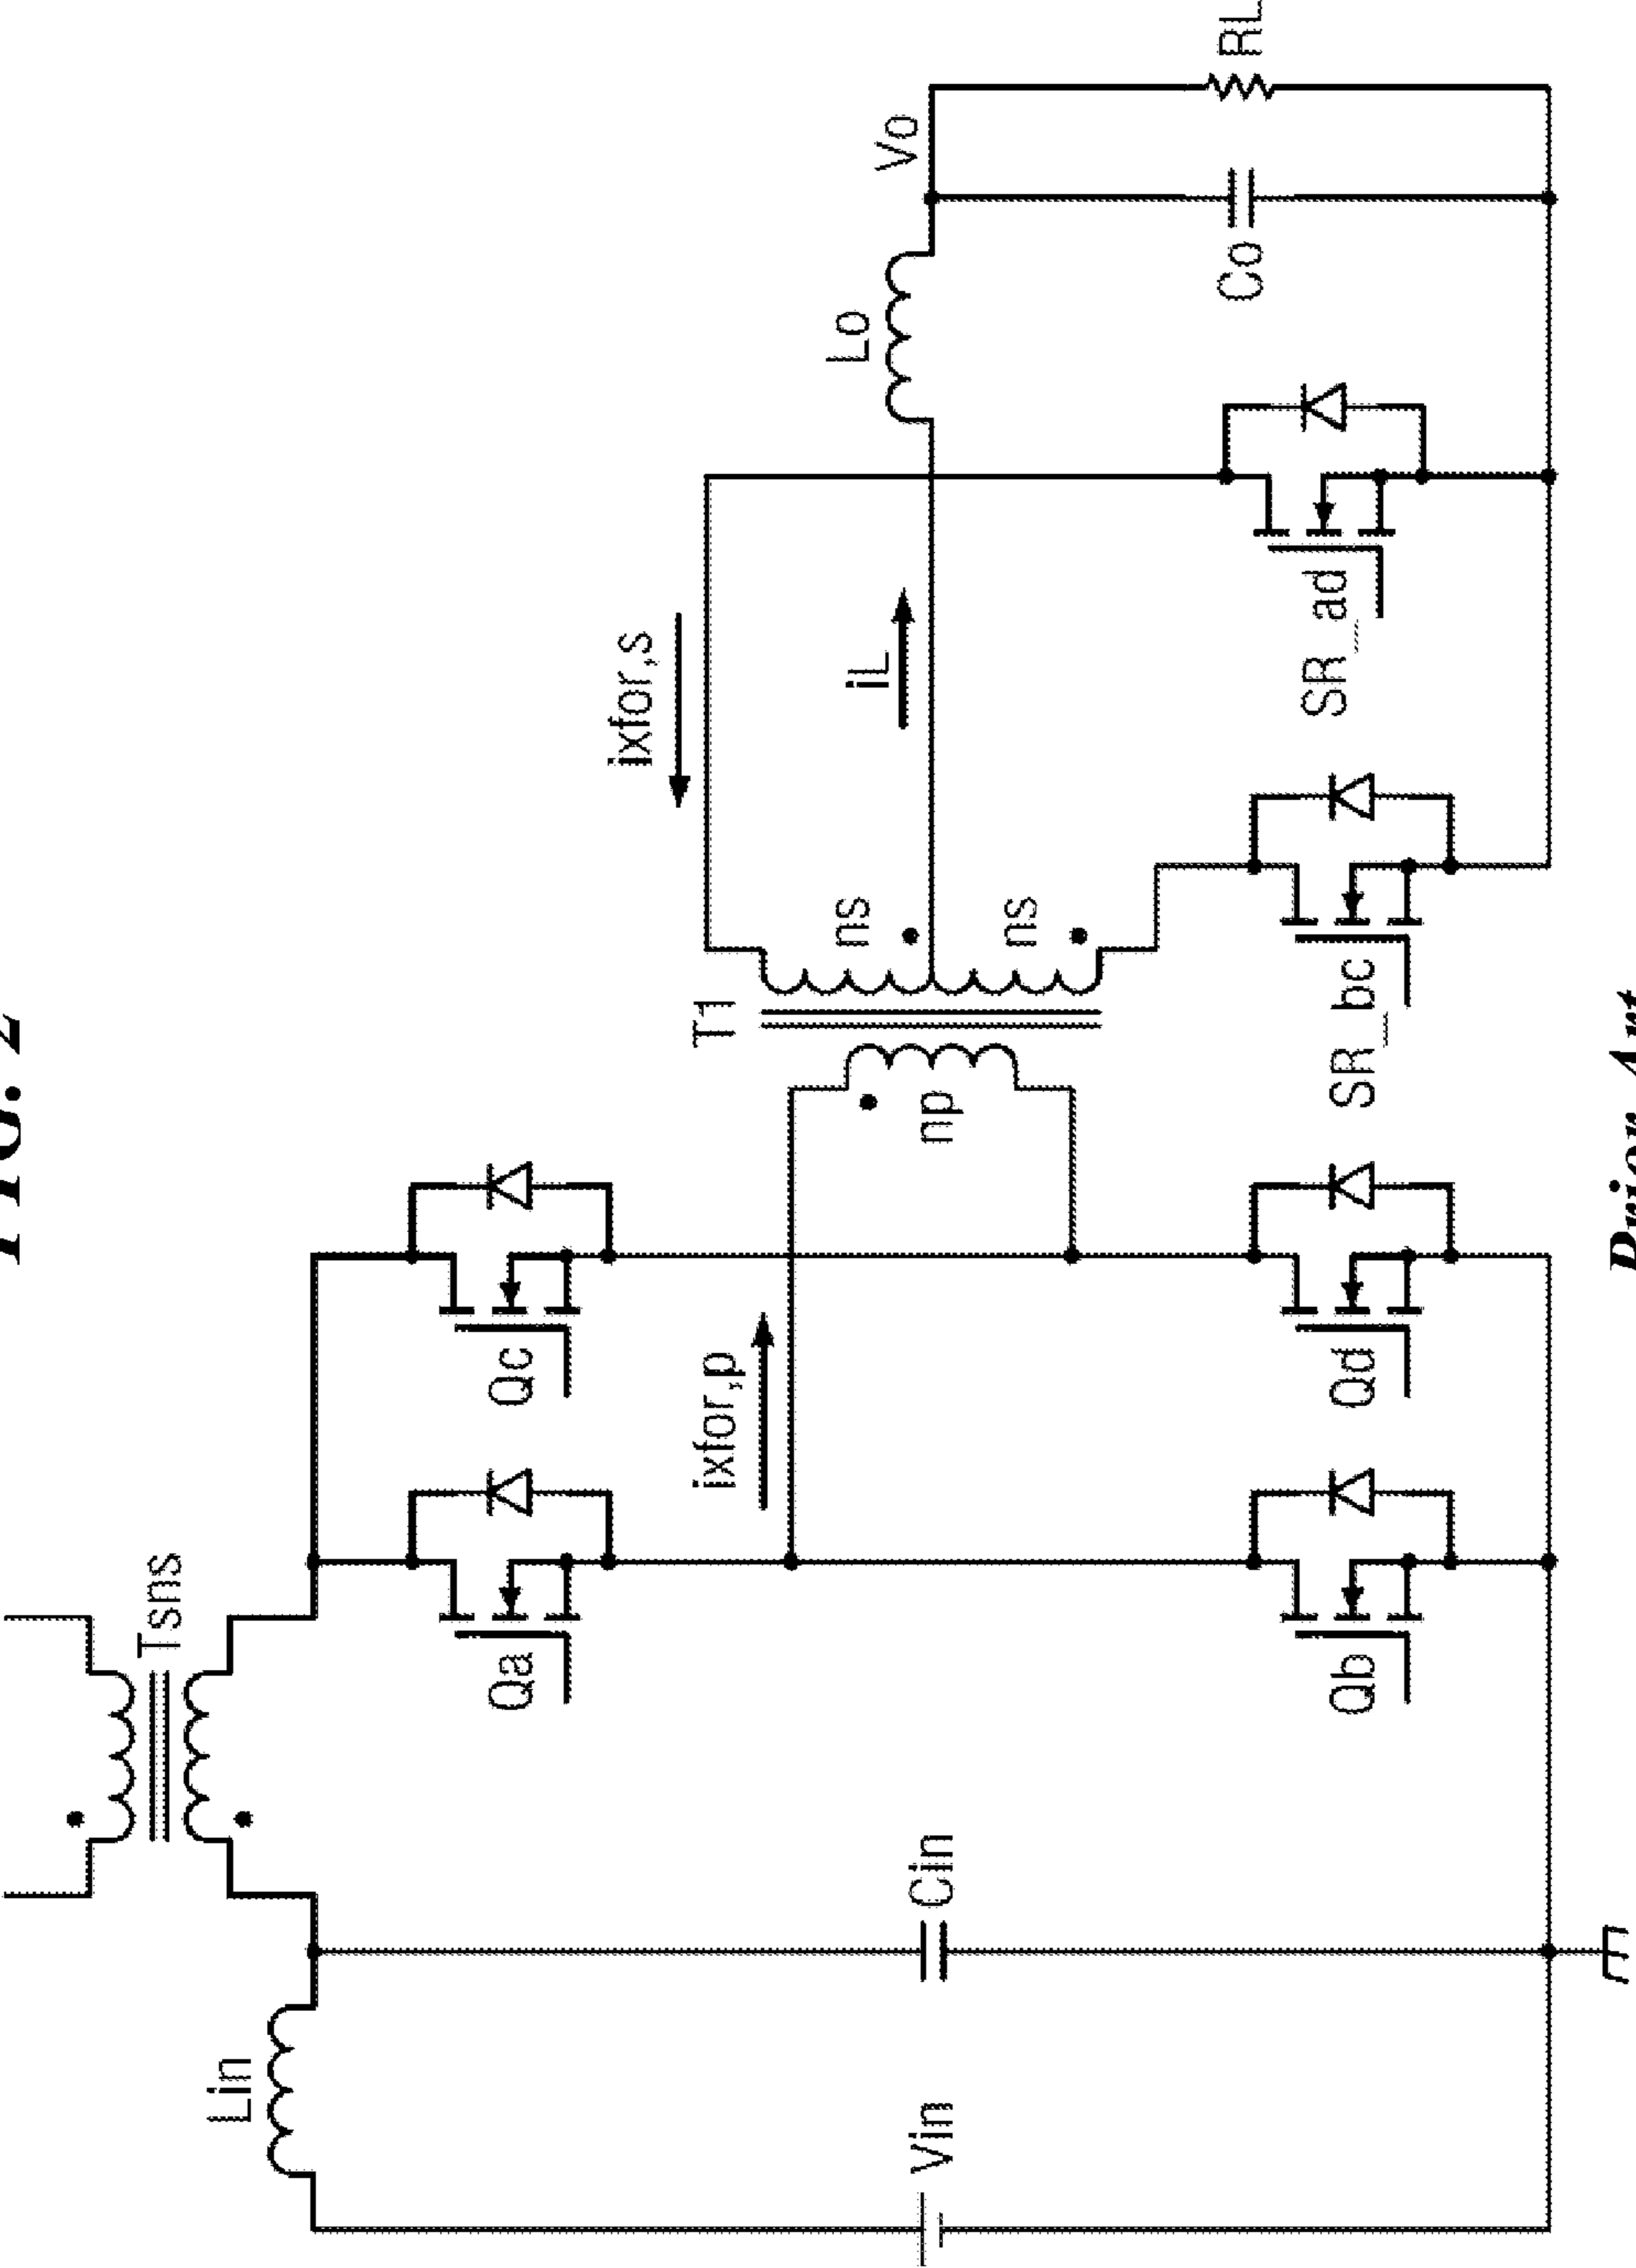 FIG. 2
Tsns
Lin
Vin
Cin
Qa
Qc
Qb
Qd
ixfor,p
T1
np
ns
ns
ixfor,s
iL
Lo
Vo
Co
RL
SR_ad
SR_bc
Prior Art